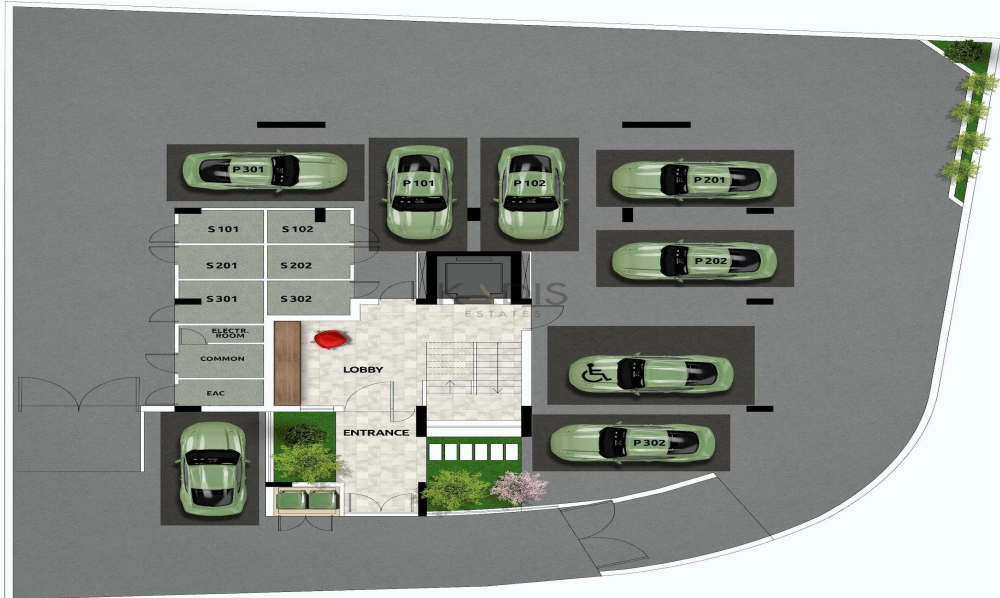 P 301
P 101
P 102
P 201
S 101
S 102
S 201
S 202
P 202
S 301
S 302
KADIS
ESTATES
ELECTR.
ROOM
COMMON
LOBBY
EAC
ENTRANCE
P 302